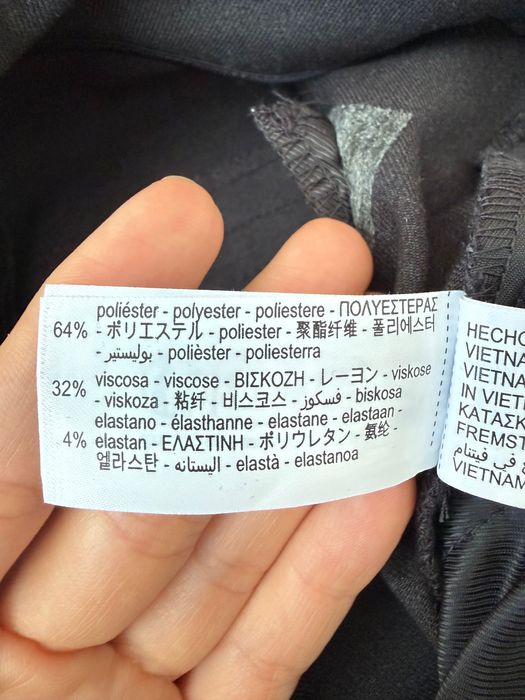 poliéster - polyester - poliestere - ΠΟΛΥΕΣΤΕΡΑΣ
64% - ポリエステル - poliester - 聚酯纤维 - 폴리에스터
- بوليستير - polièster - poliesterra
viscosa - viscose - ΒΙΣΚΟΖΗ - レーヨン - viskose
32% - viskoza - 粘纤 - 비스코스 - فسكوز - biskosa
elastano - élasthanne - elastane - elastaan -
4% elastan - ΕΛΑΣΤΙΝΗ - ポリウレタン - 氨纶 -
엘라스탄 - اليستانه - elastà - elastanoa
HECHO
VIETNA
VIETNA
IN VIET
ΚΑΤΑΣΚ
FREMST
في فيتنام
VIETNAM